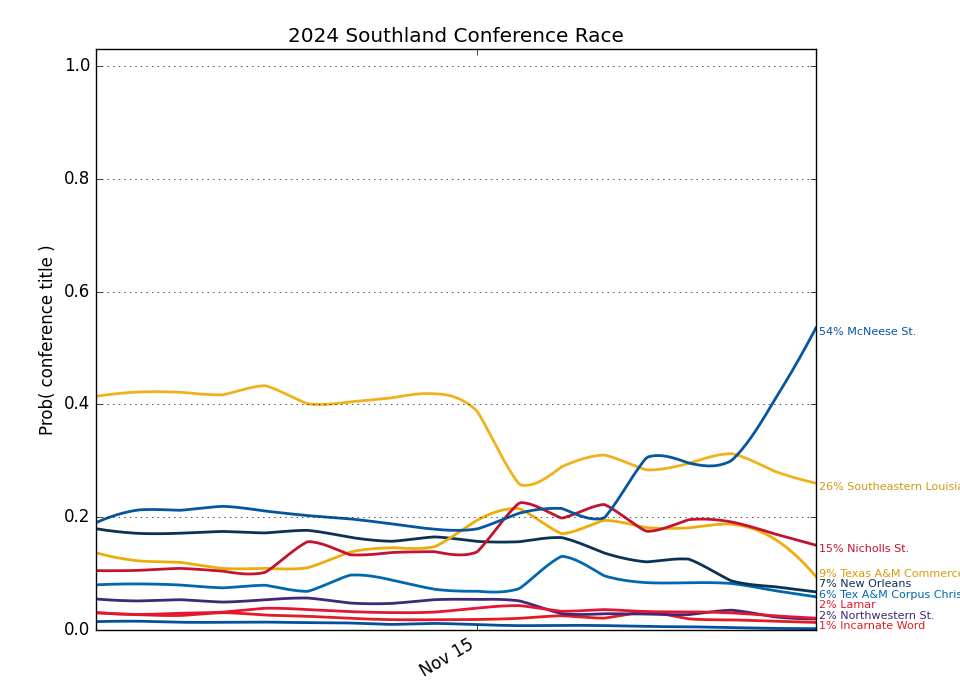 2024 Southland Conference Race
Prob( conference title )
1.0
0.8
0.6
0.4
0.2
0.0
Nov 15
54% McNeese St.
26% Southeastern Louisia
15% Nicholls St.
9% Texas A&M Commerce
7% New Orleans
6% Tex A&M Corpus Chris
2% Lamar
2% Northwestern St.
1% Incarnate Word